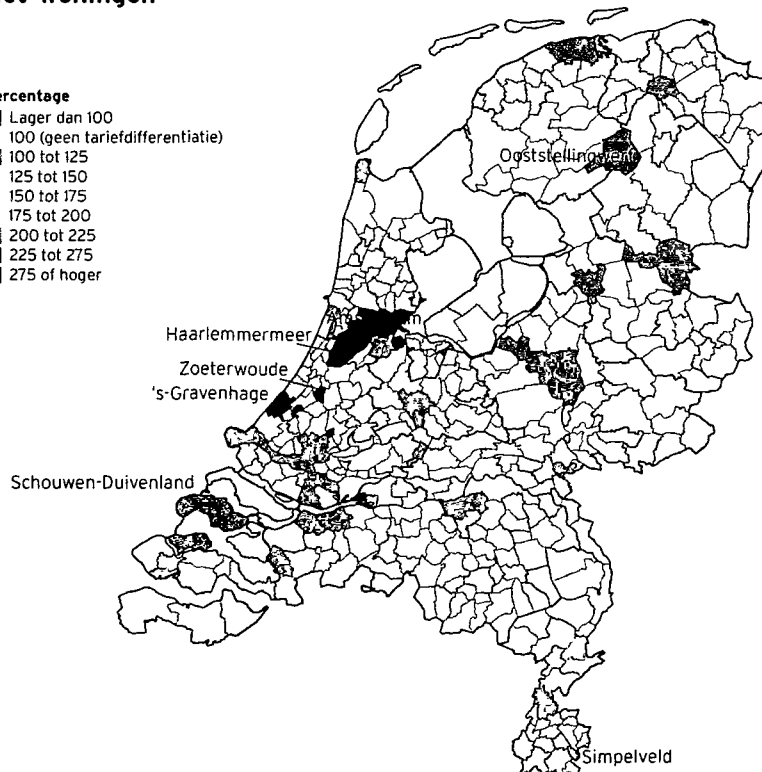 woningen
ercentage
Lager dan 100
100 (geen tariefdifferentiatie)
100 tot 125
125 tot 150
150 tot 175
175 tot 200
200 tot 225
225 tot 275
275 of hoger
Ooststellingwerf
Haarlemmermeer
Zoeterwoude
's-Gravenhage
Schouwen-Duivenland
Simpelveld